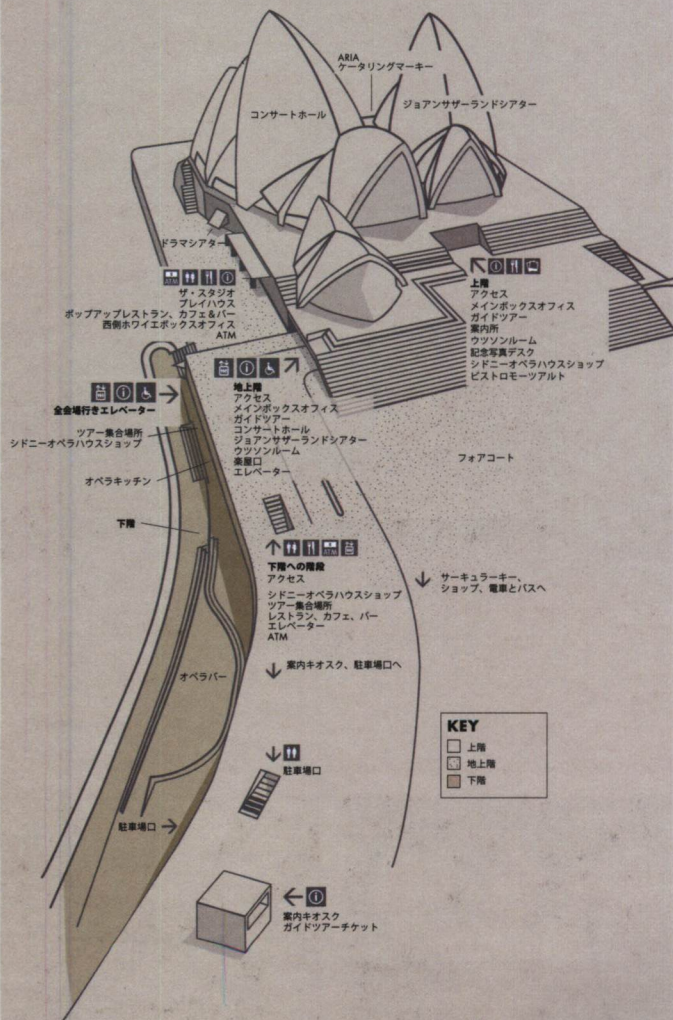 ARIA
ケータリングマーキー
コンサートホール
ジョアンサザーランドシアター
ドラマシアター
ATM
ザ・スタジオ
プレイハウス
ポップアップレストラン、カフェ&バー
西側ホワイエボックスオフィス
ATM
上階
アクセス
メインボックスオフィス
ガイドツアー
案内所
ウツソンルーム
記念写真デスク
シドニーオペラハウスショップ
ビストロモーツアルト
全会場行きエレベーター
地上階
アクセス
メインボックスオフィス
ガイドツアー
コンサートホール
ジョアンサザーランドシアター
ウツソンルーム
楽屋口
エレベーター
ツアー集合場所
シドニーオペラハウスショップ
オペラキッチン
下階
フォアコート
ATM
下階への階段
アクセス
シドニーオペラハウスショップ
ツアー集合場所
レストラン、カフェ、バー
エレベーター
ATM
サーキュラーキー、
ショップ、電車とバスへ
案内キオスク、駐車場口へ
オペラバー
駐車場口
駐車場口
KEY
上階
地上階
下階
案内キオスク
ガイドツアーチケット